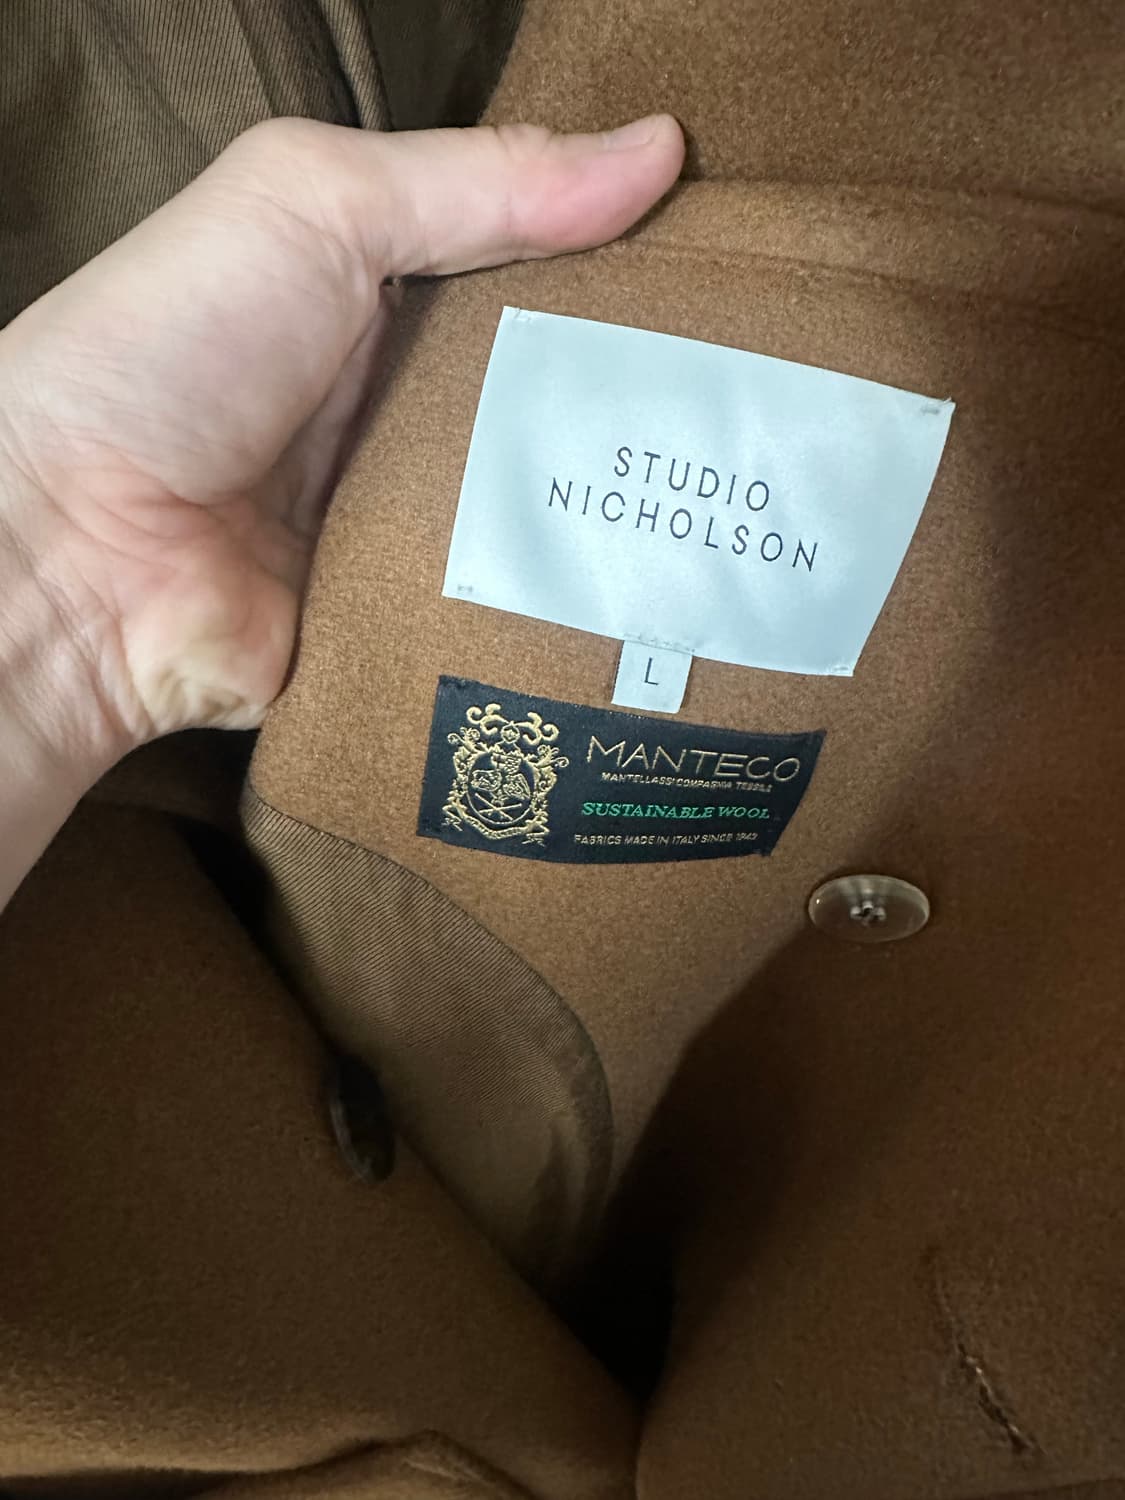 STUDIO
NICHOLSON
L
MANTECO
MANTELLASSI COMPAGNIA TESSILE
SUSTAINABLE WOOL
FABRICS MADE IN ITALY SINCE 1943